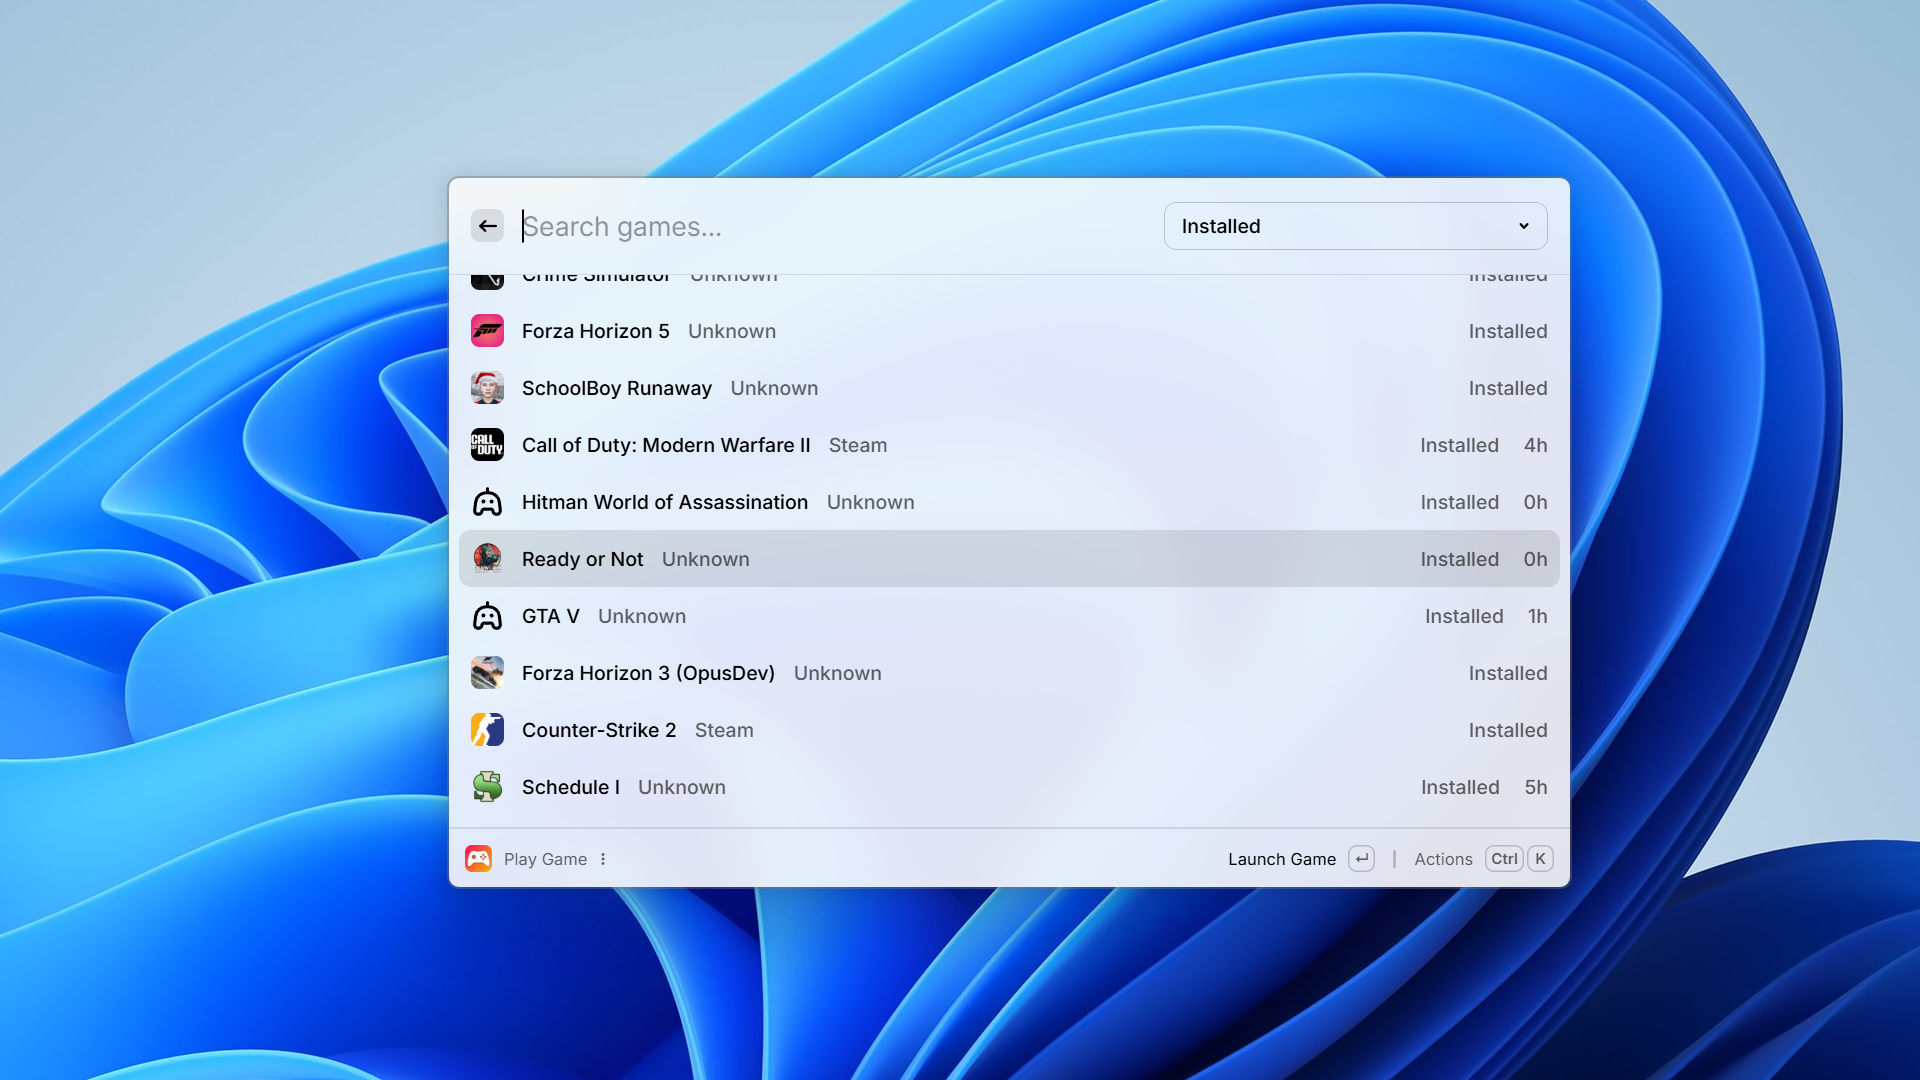 Search games...
Installed
Crime Simulator Unknown Installed
Forza Horizon 5 Unknown Installed
SchoolBoy Runaway Unknown Installed
CALL OF DUTY Call of Duty: Modern Warfare II Steam Installed 4h
Hitman World of Assassination Unknown Installed 0h
Ready or Not Unknown Installed 0h
GTA V Unknown Installed 1h
Forza Horizon 3 (OpusDev) Unknown Installed
Counter-Strike 2 Steam Installed
Schedule I Unknown Installed 5h
Play Game Launch Game Actions Ctrl K